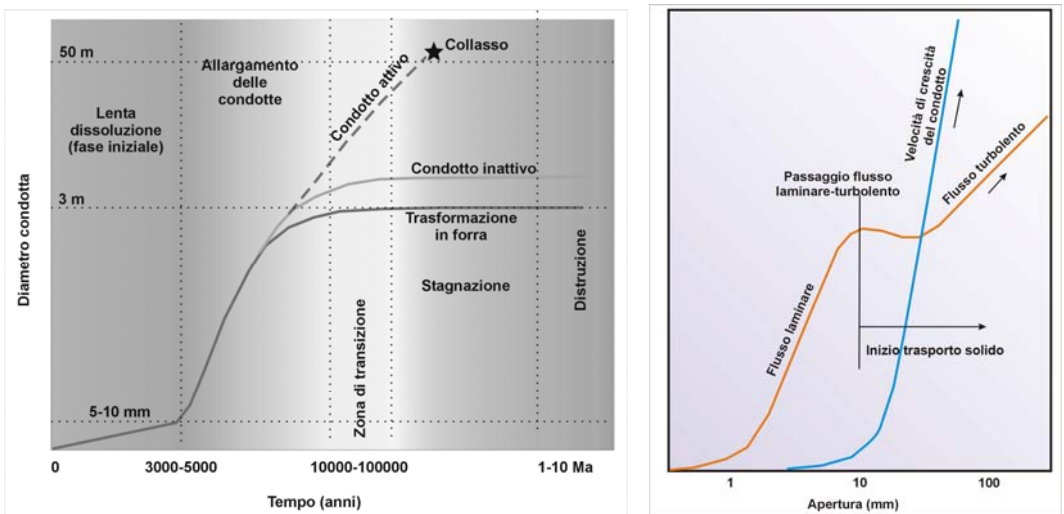 50 m
Collasso
Allargamento
delle
condotte
Condotto attivo
Lenta
dissoluzione
(fase iniziale)
Condotto inattivo
3 m
Trasformazione
in forra
Stagnazione
Distruzione
Zona di transizione
5-10 mm
Diametro condotta
0
3000-5000
10000-100000
1-10 Ma
Tempo (anni)
Velocità di crescità
del condotto
Flusso turbolento
Passaggio flusso
laminare-turbolento
Flusso laminare
Inizio trasporto solido
1
10
100
Apertura (mm)